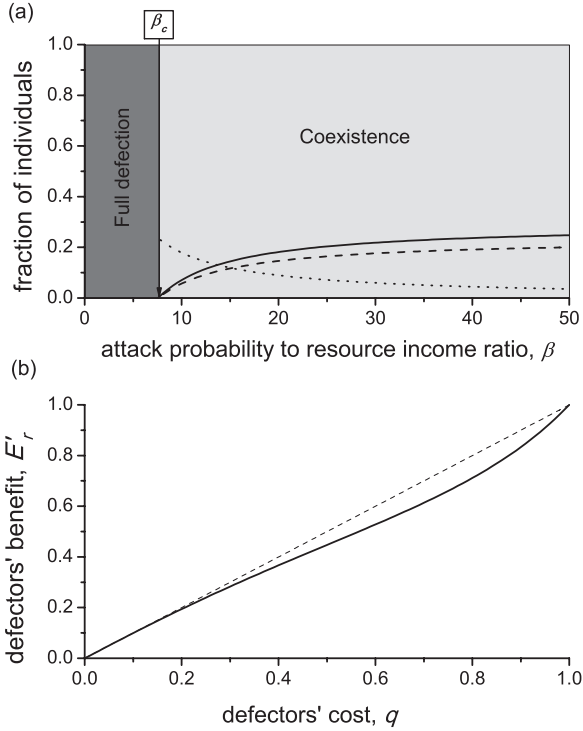 (a)
β_c
1.0
0.8
0.6
0.4
0.2
0.0
fraction of individuals
Full defection
Coexistence
0 10 20 30 40 50
attack probability to resource income ratio, β
(b)
1.0
0.8
0.6
0.4
0.2
0.0
defectors' benefit, E'_r
0.0 0.2 0.4 0.6 0.8 1.0
defectors' cost, q